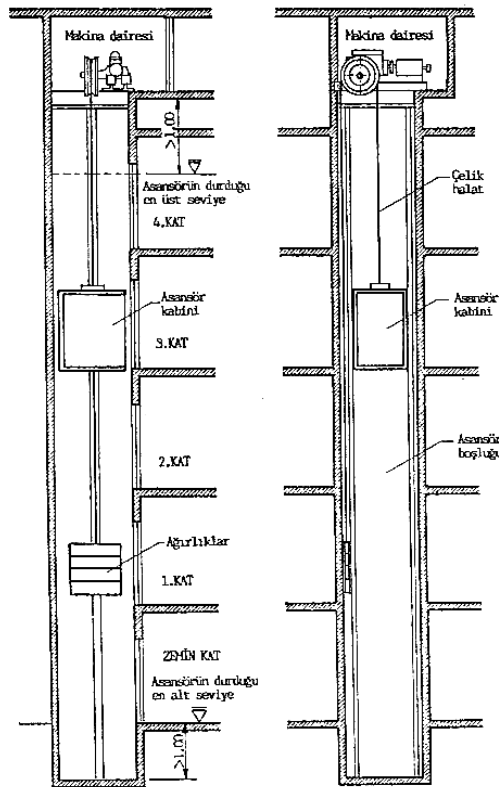 Makina dairesi
>1.00
Asansörün durduğu
en üst seviye
4.KAT
Asansör
kabini
3.KAT
2.KAT
Ağırlıklar
1.KAT
ZEMİN KAT
Asansörün durduğu
en alt seviye
>1.00
Makina dairesi
Çelik
halat
Asansör
kabini
Asansör
boşluğu